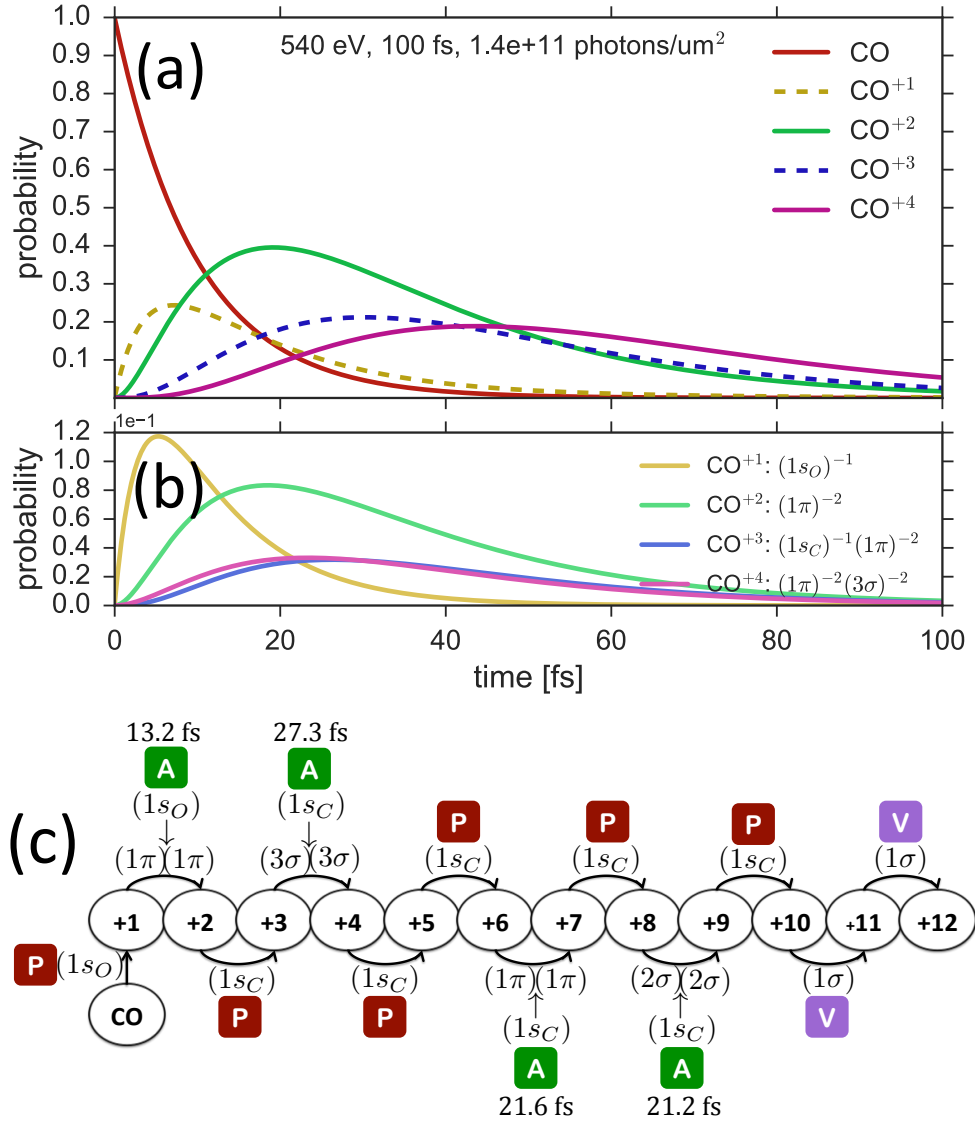 1.0
0.9
0.8
0.7
0.6
0.5
0.4
0.3
0.2
0.1
probability
(a)
540 eV, 100 fs, 1.4e+11 photons/um²
CO
CO⁺¹
CO⁺²
CO⁺³
CO⁺⁴
1e−1
1.2
1.0
0.8
0.6
0.4
0.2
0.0
probability
(b)
CO⁺¹: (1s_O)⁻¹
CO⁺²: (1π)⁻²
CO⁺³: (1s_C)⁻¹(1π)⁻²
CO⁺⁴: (1π)⁻²(3σ)⁻²
0 20 40 60 80 100
time [fs]
(c)
13.2 fs 27.3 fs
A A
(1s_O) (1s_C)
P P P V
(1s_C) (1s_C) (1s_C) (1σ)
(1π)(1π) (3σ)(3σ)
+1 +2 +3 +4 +5 +6 +7 +8 +9 +10 +11 +12
P (1s_O) (1s_C) (1s_C) (1π)(1π) (2σ)(2σ) (1σ)
CO P P (1s_C) (1s_C) V
A A
21.6 fs 21.2 fs